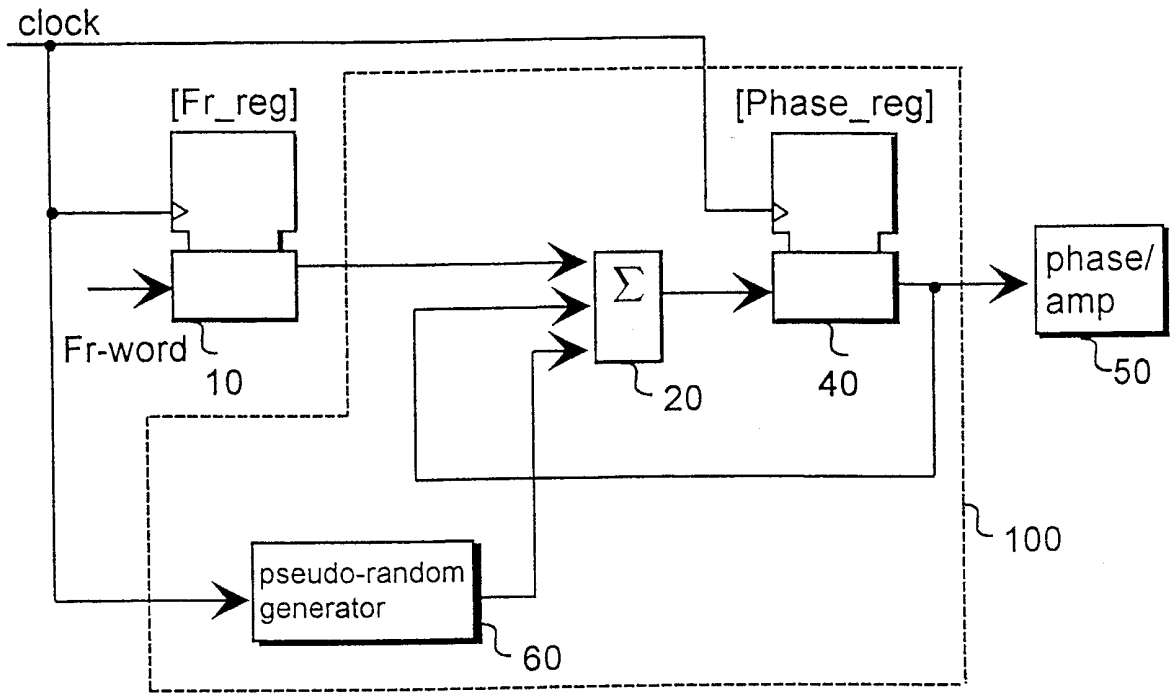 clock
[Fr_reg]
[Phase_reg]
phase/
amp
Σ
Fr-word
10
20
40
50
100
pseudo-random
generator
60